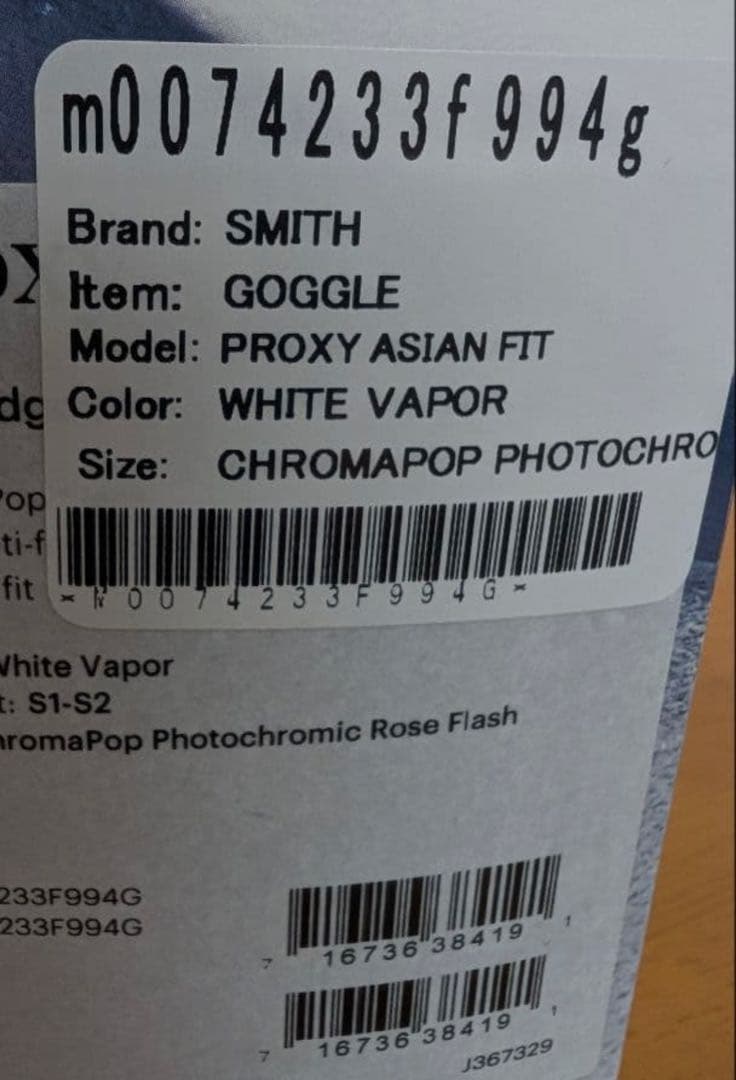 m0074233f994g
Brand: SMITH
Item: GOGGLE
Model: PROXY ASIAN FIT
Color: WHITE VAPOR
Size: CHROMAPOP PHOTOCHRO
dg
op
ti-f
fit
*M0074233F994G*
White Vapor
t: S1-S2
romaPop Photochromic Rose Flash
233F994G
233F994G
7 16736 38419 1
7 16736 38419 1
J367329